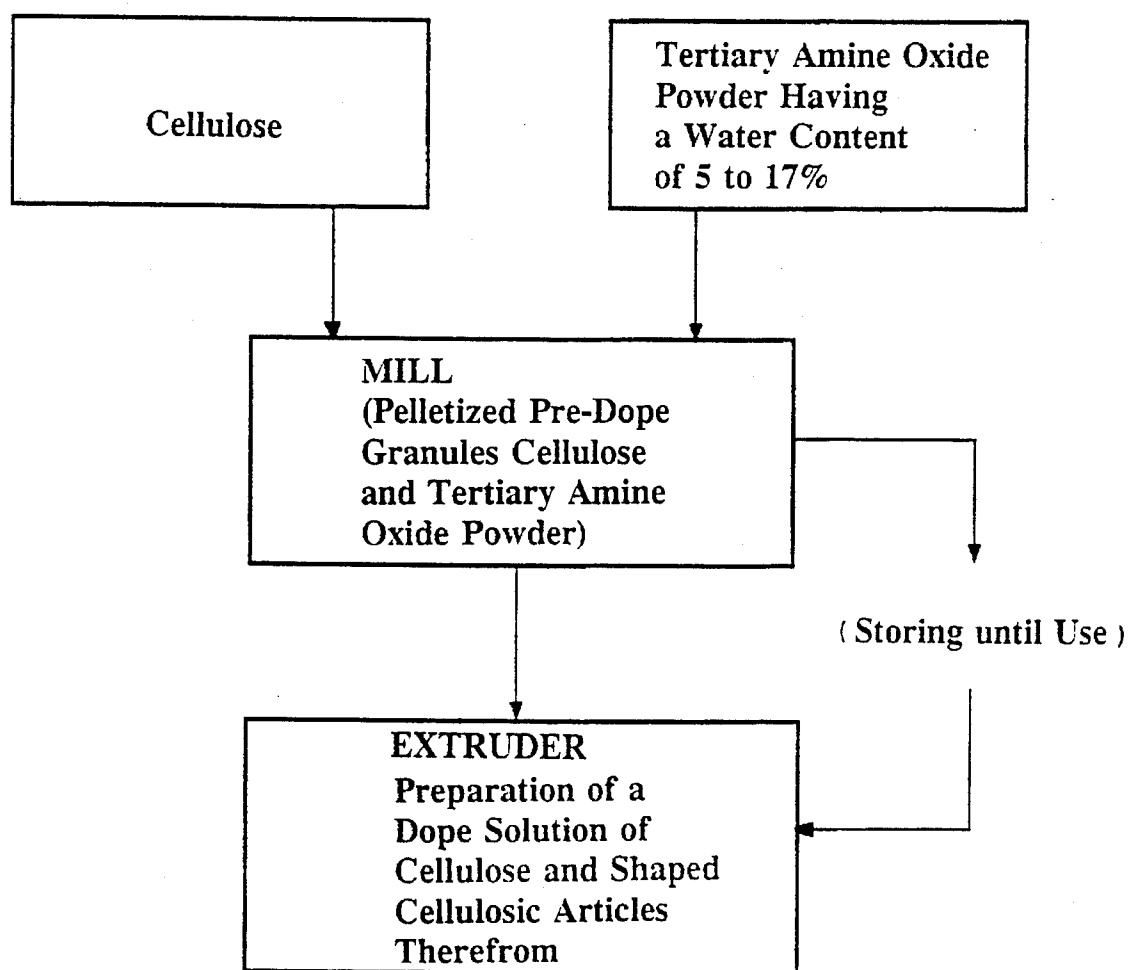 Cellulose
Tertiary Amine Oxide
Powder Having
a Water Content
of 5 to 17%
MILL
(Pelletized Pre-Dope
Granules Cellulose
and Tertiary Amine
Oxide Powder)
(Storing until Use)
EXTRUDER
Preparation of a
Dope Solution of
Cellulose and Shaped
Cellulosic Articles
Therefrom